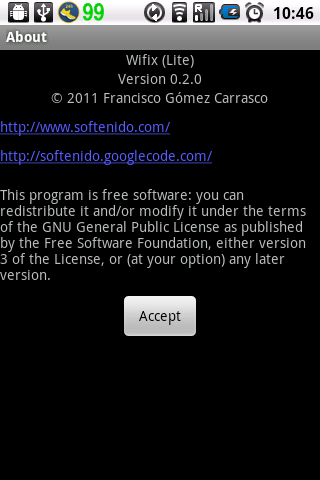 99
R
10:46
About
Wifix (Lite)
Version 0.2.0
© 2011 Francisco Gómez Carrasco
http://www.softenido.com/
http://softenido.googlecode.com/
This program is free software: you can
redistribute it and/or modify it under the terms
of the GNU General Public License as published
by the Free Software Foundation, either version
3 of the License, or (at your option) any later
version.
Accept